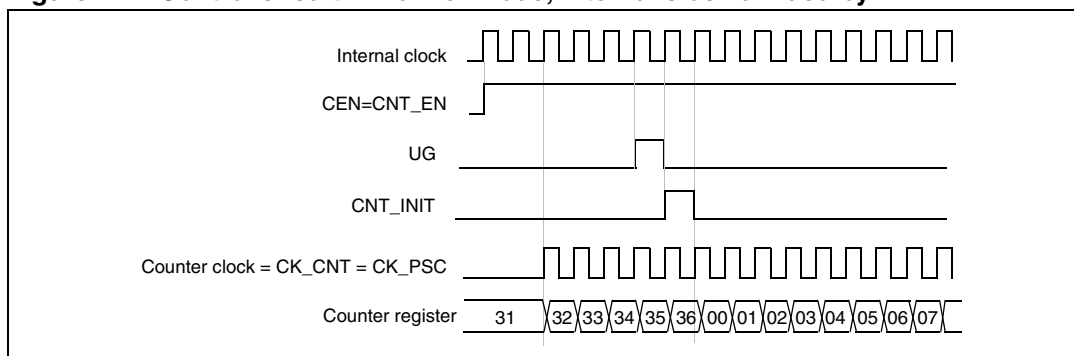 Internal clock
CEN=CNT_EN
UG
CNT_INIT
Counter clock = CK_CNT = CK_PSC
Counter register 31 32 33 34 35 36 00 01 02 03 04 05 06 07